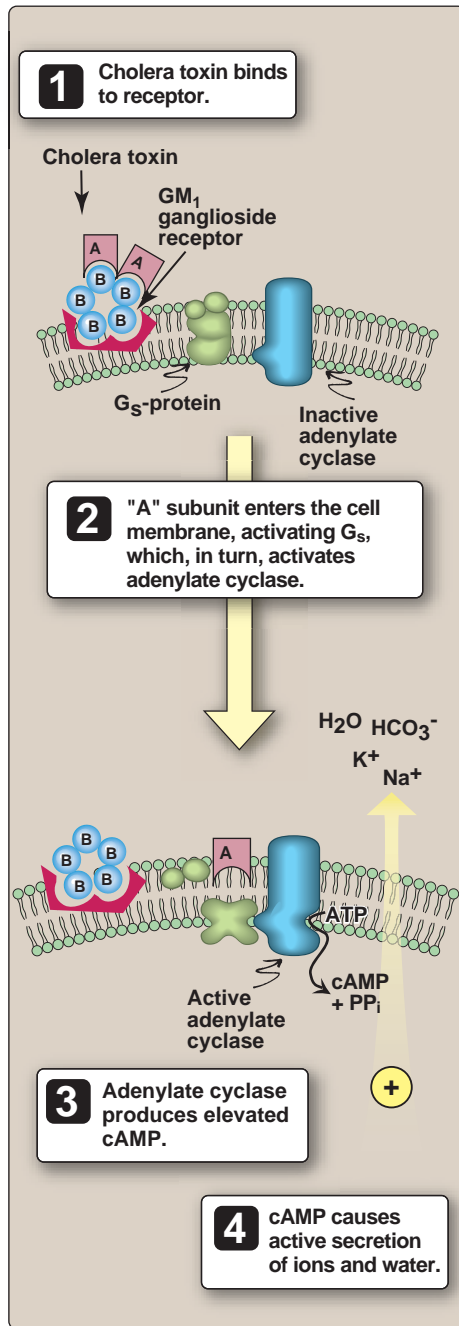 1
Cholera toxin binds
to receptor.
Cholera toxin
GM₁
ganglioside
receptor
A
A
B
B
B
B
B
Gs-protein
Inactive
adenylate
cyclase
2
"A" subunit enters the cell
membrane, activating Gs,
which, in turn, activates
adenylate cyclase.
H2O HCO3-
K+
Na+
B
B
B
B
B
A
ATP
cAMP
+ PPi
Active
adenylate
cyclase
+
3
Adenylate cyclase
produces elevated
cAMP.
4
cAMP causes
active secretion
of ions and water.